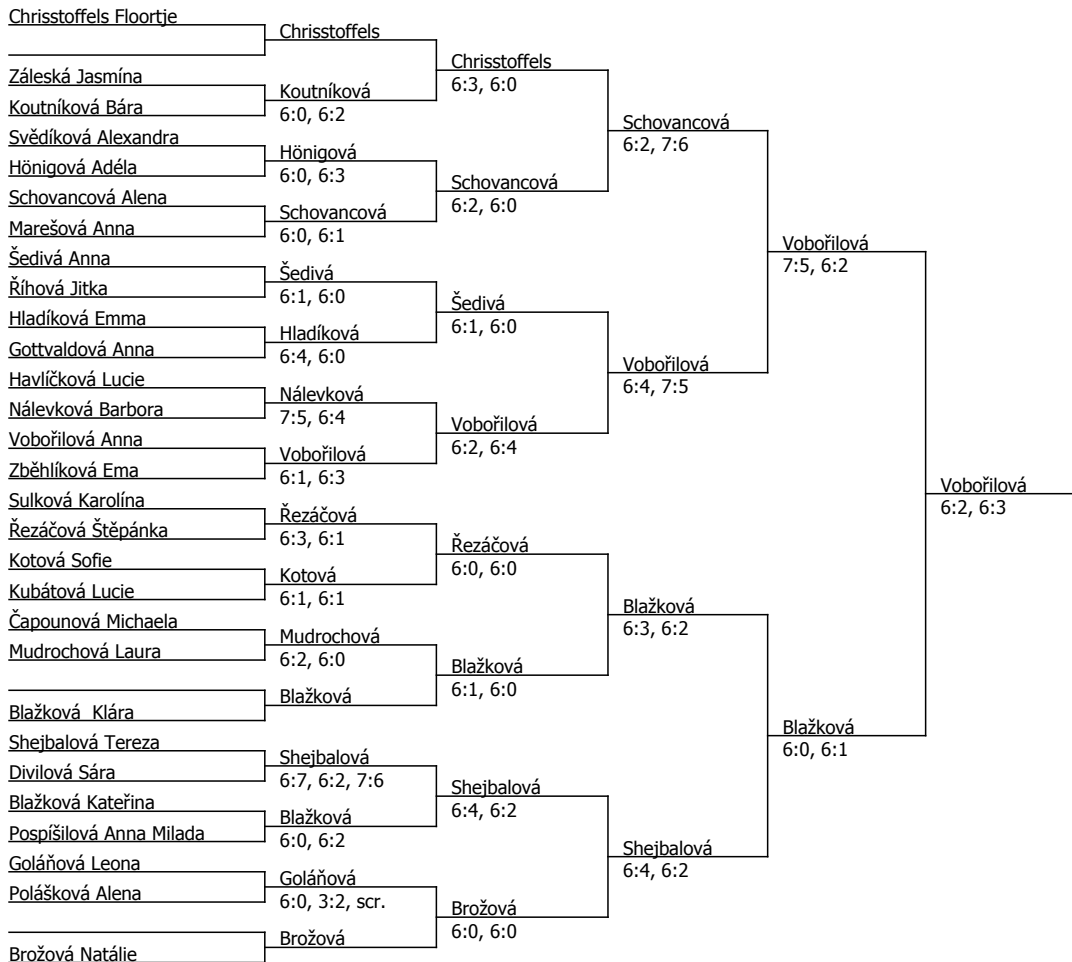 Chrisstoffels Floortje
Záleská Jasmína
Koutníková Bára
Svědíková Alexandra
Hönigová Adéla
Schovancová Alena
Marešová Anna
Šedivá Anna
Říhová Jitka
Hladíková Emma
Gottvaldová Anna
Havlíčková Lucie
Nálevková Barbora
Vobořilová Anna
Zběhlíková Ema
Sulková Karolína
Řezáčová Štěpánka
Kotová Sofie
Kubátová Lucie
Čapounová Michaela
Mudrochová Laura
Blažková  Klára
Shejbalová Tereza
Divilová Sára
Blažková Kateřina
Pospíšilová Anna Milada
Goláňová Leona
Polášková Alena
Brožová Natálie
Chrisstoffels
Koutníková
6:0, 6:2
Hönigová
6:0, 6:3
Schovancová
6:0, 6:1
Šedivá
6:1, 6:0
Hladíková
6:4, 6:0
Nálevková
7:5, 6:4
Vobořilová
6:1, 6:3
Řezáčová
6:3, 6:1
Kotová
6:1, 6:1
Mudrochová
6:2, 6:0
Blažková
Shejbalová
6:7, 6:2, 7:6
Blažková
6:0, 6:2
Goláňová
6:0, 3:2, scr.
Brožová
Chrisstoffels
6:3, 6:0
Schovancová
6:2, 6:0
Šedivá
6:1, 6:0
Vobořilová
6:2, 6:4
Řezáčová
6:0, 6:0
Blažková
6:1, 6:0
Shejbalová
6:4, 6:2
Brožová
6:0, 6:0
Schovancová
6:2, 7:6
Vobořilová
6:4, 7:5
Blažková
6:3, 6:2
Shejbalová
6:4, 6:2
Vobořilová
7:5, 6:2
Blažková
6:0, 6:1
Vobořilová
6:2, 6:3